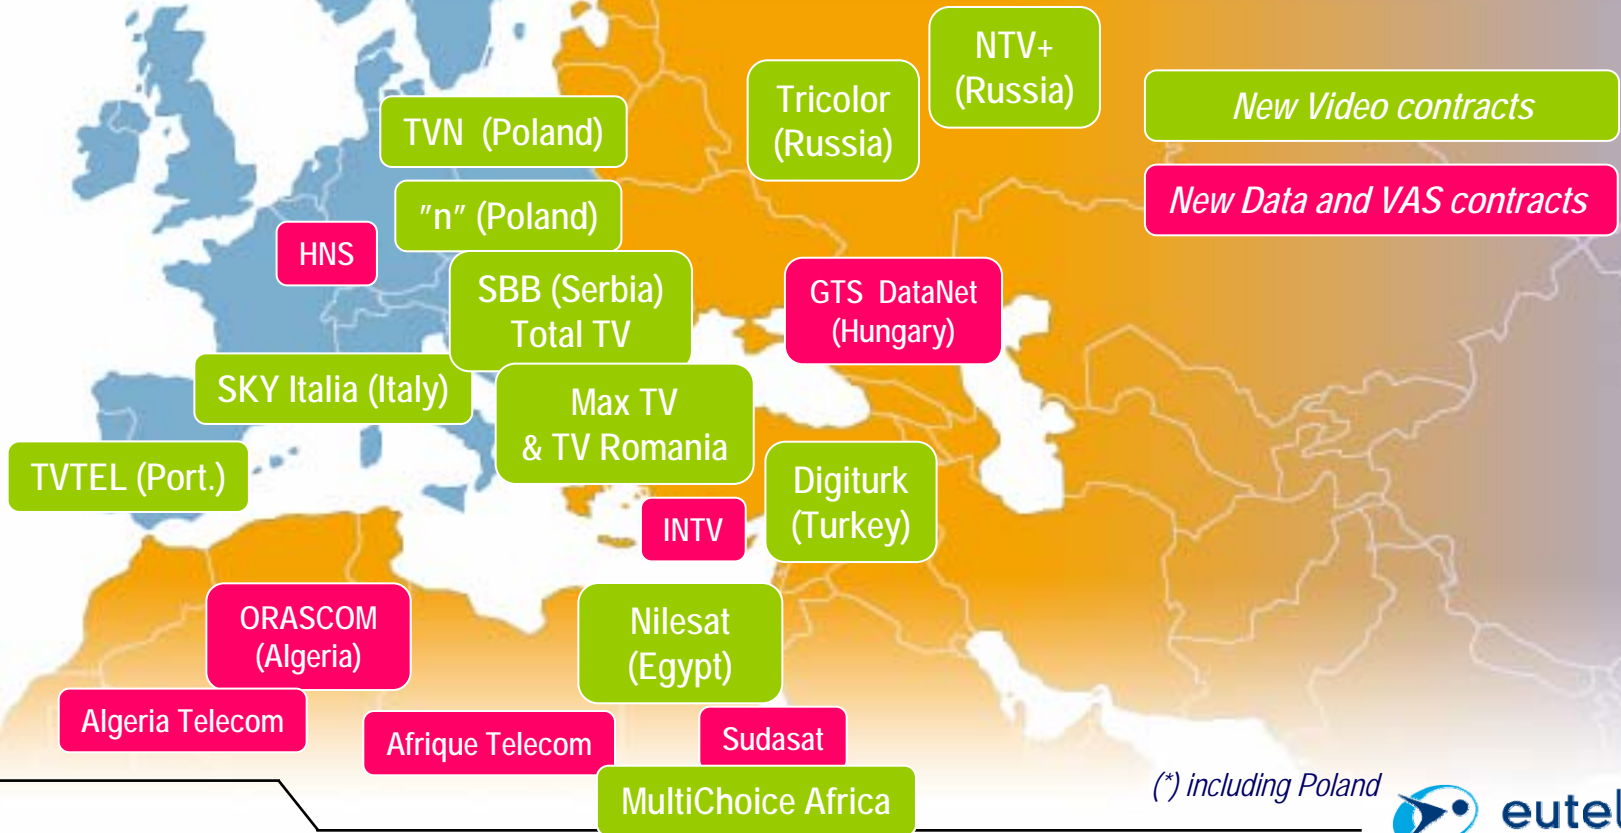 NTV+
(Russia)
Tricolor
(Russia)
New Video contracts
TVN (Poland)
New Data and VAS contracts
"n" (Poland)
HNS
SBB (Serbia)
Total TV
GTS DataNet
(Hungary)
SKY Italia (Italy)
Max TV
& TV Romania
TVTEL (Port.)
Digiturk
(Turkey)
INTV
ORASCOM
(Algeria)
Nilesat
(Egypt)
Algeria Telecom
Afrique Telecom
Sudasat
MultiChoice Africa
(*) including Poland
eutel